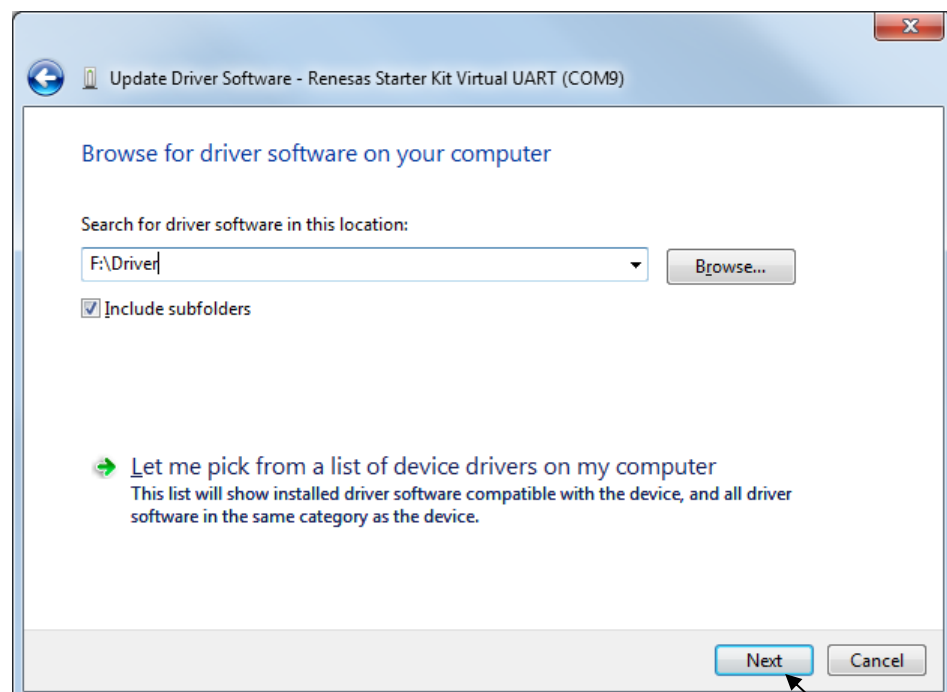 Update Driver Software - Renesas Starter Kit Virtual UART (COM9)
Browse for driver software on your computer
Search for driver software in this location:
F:\Driver
Browse...
Include subfolders
Let me pick from a list of device drivers on my computer
This list will show installed driver software compatible with the device, and all driver
software in the same category as the device.
Next
Cancel